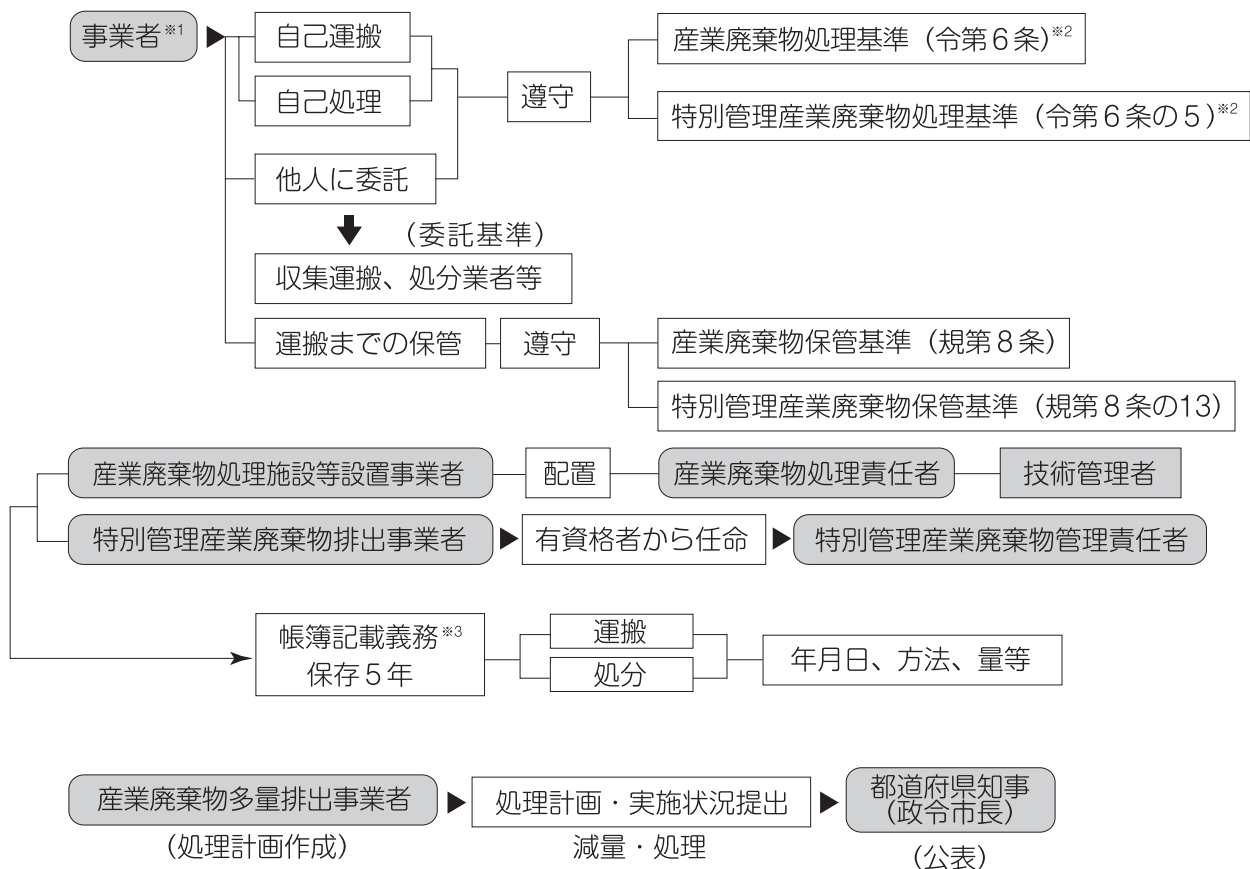 事業者※1
自己運搬
産業廃棄物処理基準（令第6条）※2
自己処理
遵守
特別管理産業廃棄物処理基準（令第6条の5）※2
他人に委託
（委託基準）
収集運搬、処分業者等
運搬までの保管
遵守
産業廃棄物保管基準（規第8条）
特別管理産業廃棄物保管基準（規第8条の13）
産業廃棄物処理施設等設置事業者
配置
産業廃棄物処理責任者
技術管理者
特別管理産業廃棄物排出事業者
有資格者から任命
特別管理産業廃棄物管理責任者
帳簿記載義務※3
保存5年
運搬
処分
年月日、方法、量等
産業廃棄物多量排出事業者
（処理計画作成）
処理計画・実施状況提出
減量・処理
都道府県知事
（政令市長）
（公表）